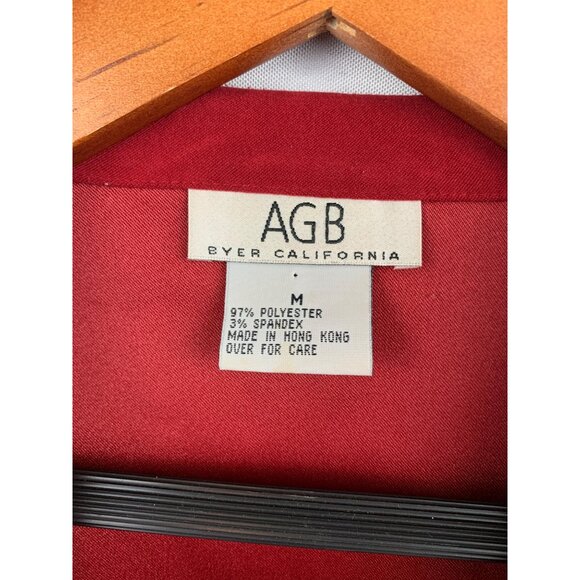 AGB
BYER CALIFORNIA
M
97% POLYESTER
3% SPANDEX
MADE IN HONG KONG
OVER FOR CARE